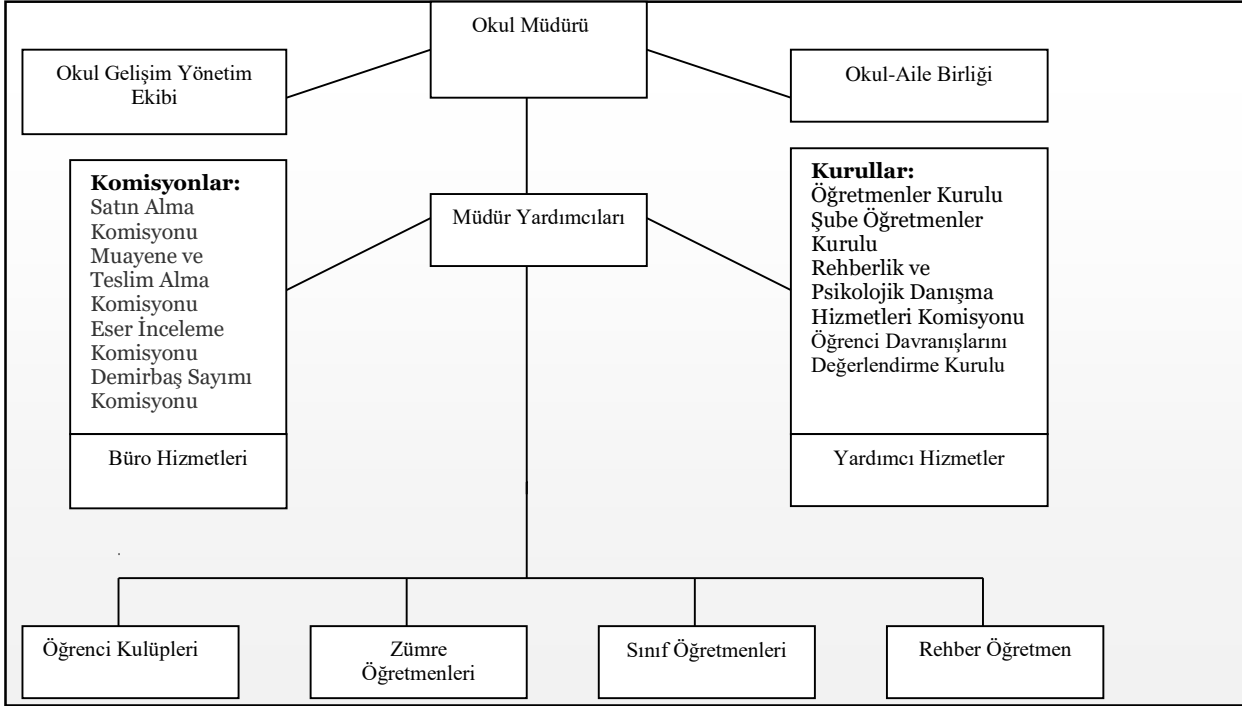 Okul Müdürü
Okul Gelişim Yönetim
Ekibi
Okul-Aile Birliği
Komisyonlar:
Satın Alma
Komisyonu
Muayene ve
Teslim Alma
Komisyonu
Eser İnceleme
Komisyonu
Demirbaş Sayımı
Komisyonu
Büro Hizmetleri
Müdür Yardımcıları
Kurullar:
Öğretmenler Kurulu
Şube Öğretmenler
Kurulu
Rehberlik ve
Psikolojik Danışma
Hizmetleri Komisyonu
Öğrenci Davranışlarını
Değerlendirme Kurulu
Yardımcı Hizmetler
Öğrenci Kulüpleri
Zümre
Öğretmenleri
Sınıf Öğretmenleri
Rehber Öğretmen